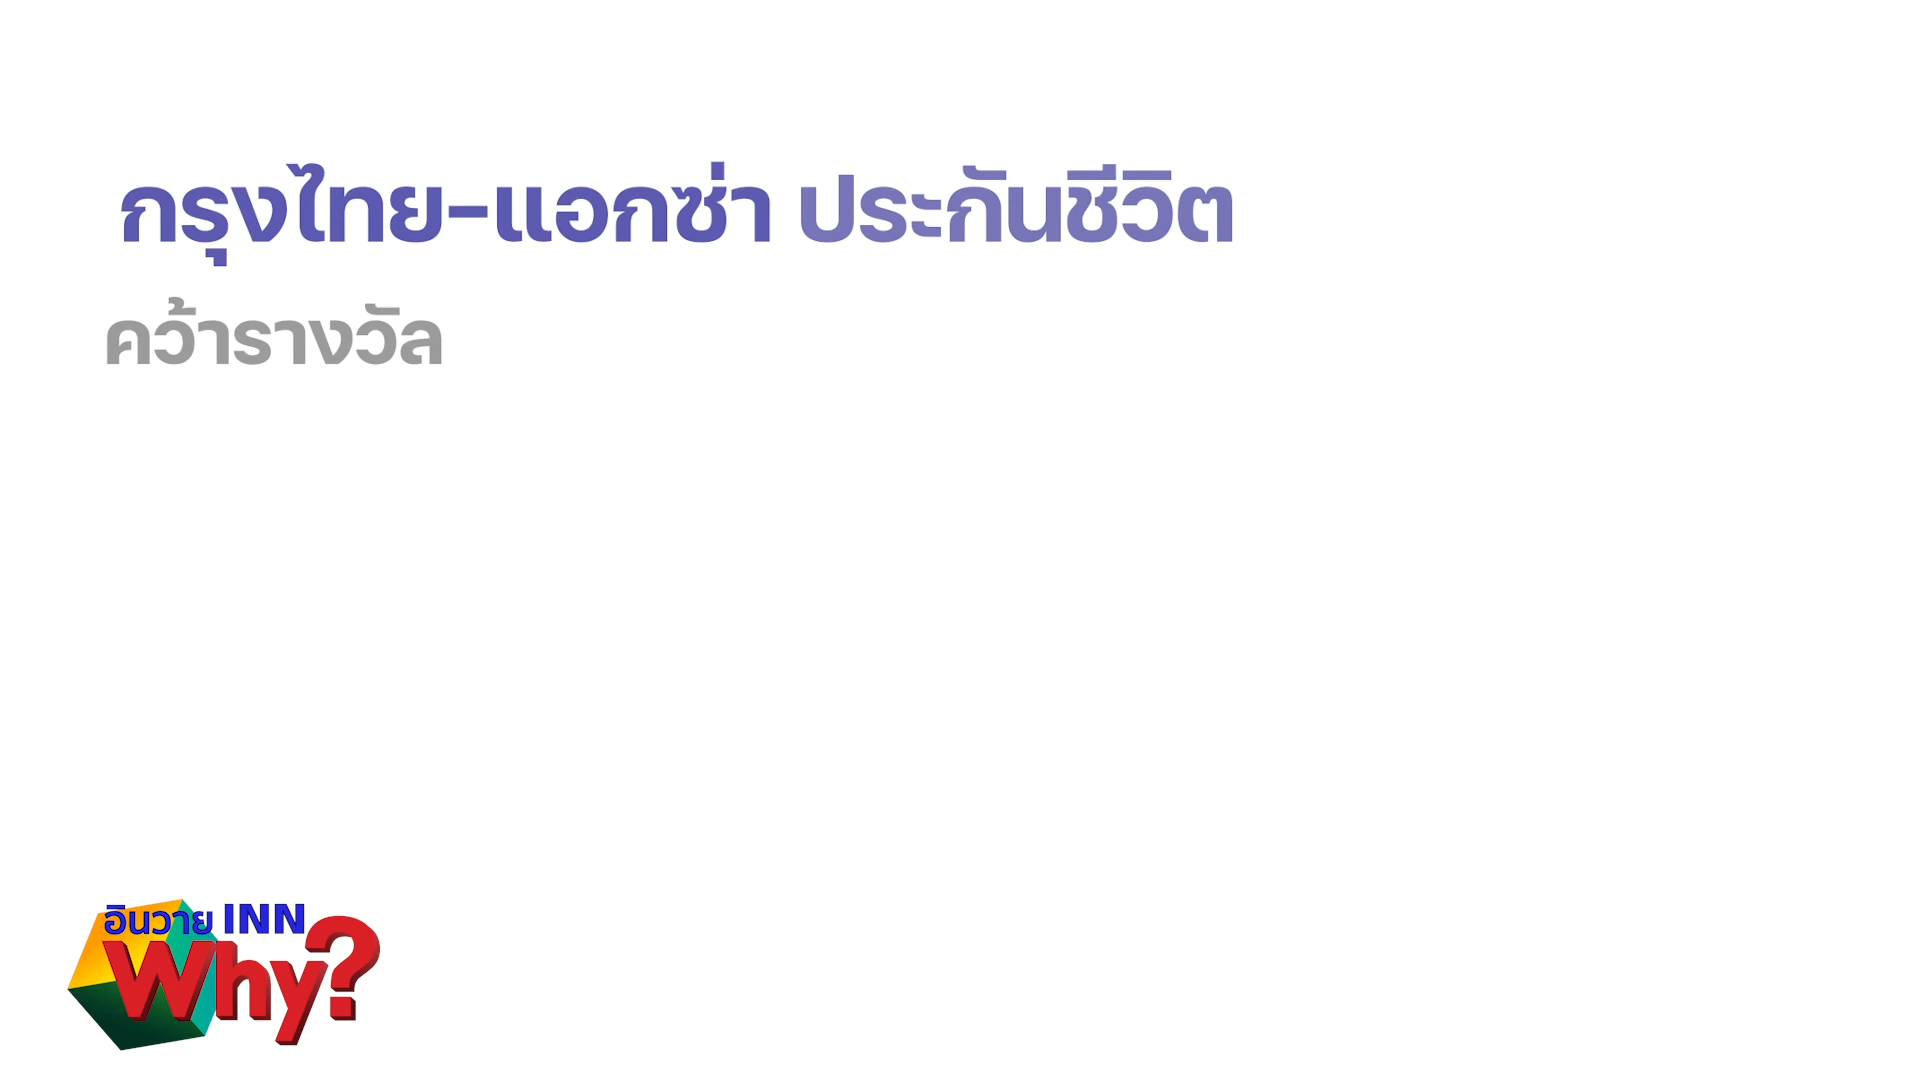 กรุงไทย-แอกซ่า ประกันชีวิต
คว้ารางวัล
อินวาย INN
Why?